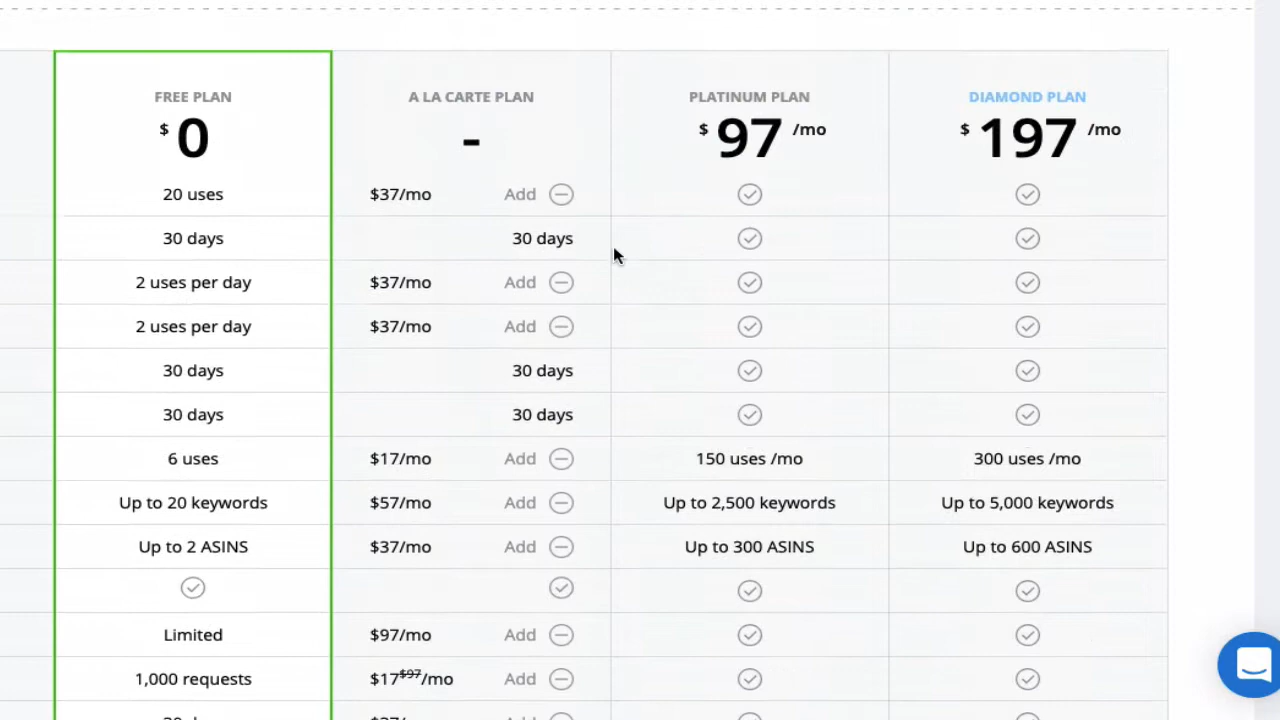 FREE PLAN A LA CARTE PLAN PLATINUM PLAN DIAMOND PLAN
$ 0 - $ 97 /mo $ 197 /mo
20 uses $37/mo Add
30 days 30 days
2 uses per day $37/mo Add
2 uses per day $37/mo Add
30 days 30 days
30 days 30 days
6 uses $17/mo Add 150 uses /mo 300 uses /mo
Up to 20 keywords $57/mo Add Up to 2,500 keywords Up to 5,000 keywords
Up to 2 ASINS $37/mo Add Up to 300 ASINS Up to 600 ASINS
Limited $97/mo Add
1,000 requests $17$97/mo Add